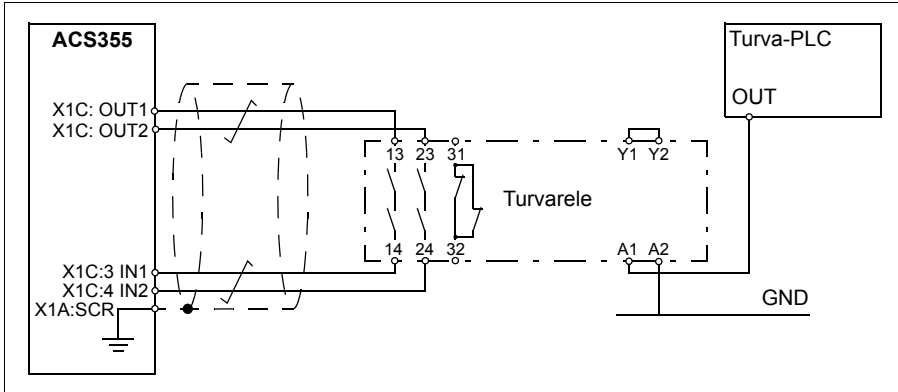 ACS355
Turva-PLC
OUT
X1C: OUT1
X1C: OUT2
13 23 31
Y1 Y2
Turvarele
14 24 32
A1 A2
X1C:3 IN1
X1C:4 IN2
X1A:SCR
GND